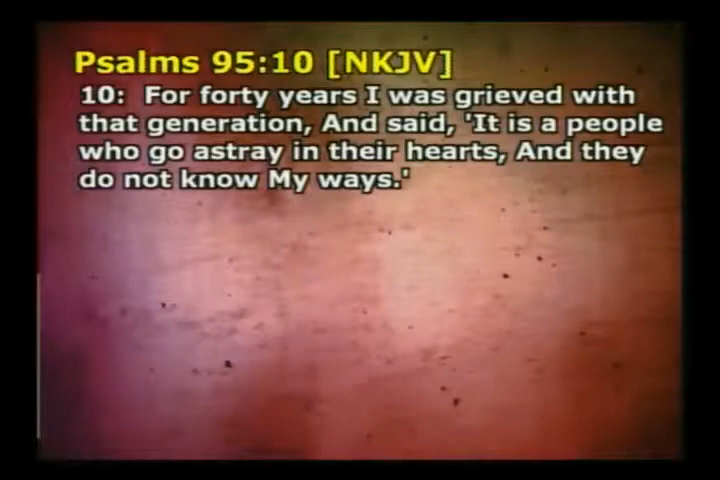 Psalms 95:10 [NKJV]
10:  For forty years I was grieved with
that generation, And said, 'It is a people
who go astray in their hearts, And they
do not know My ways.'